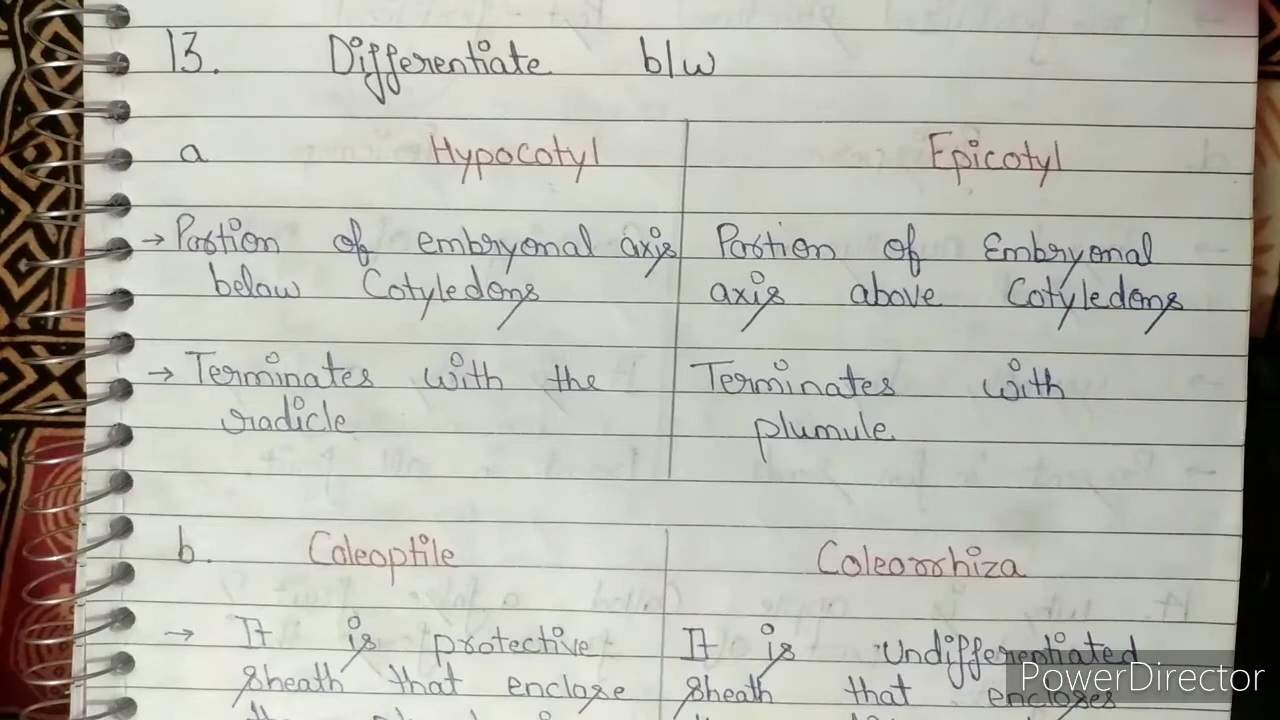 13. Differentiate b/w
a Hypocotyl Epicotyl
→ Portion of embryonal axis Portion of Embryonal
below Cotyledons axis above Cotyledons
→ Terminates with the Terminates with
radicle plumule.
b. Coleoptile Coleorrhiza
→ It is protective It is Undifferentiated
sheath that enclose sheath that encloses
PowerDirector